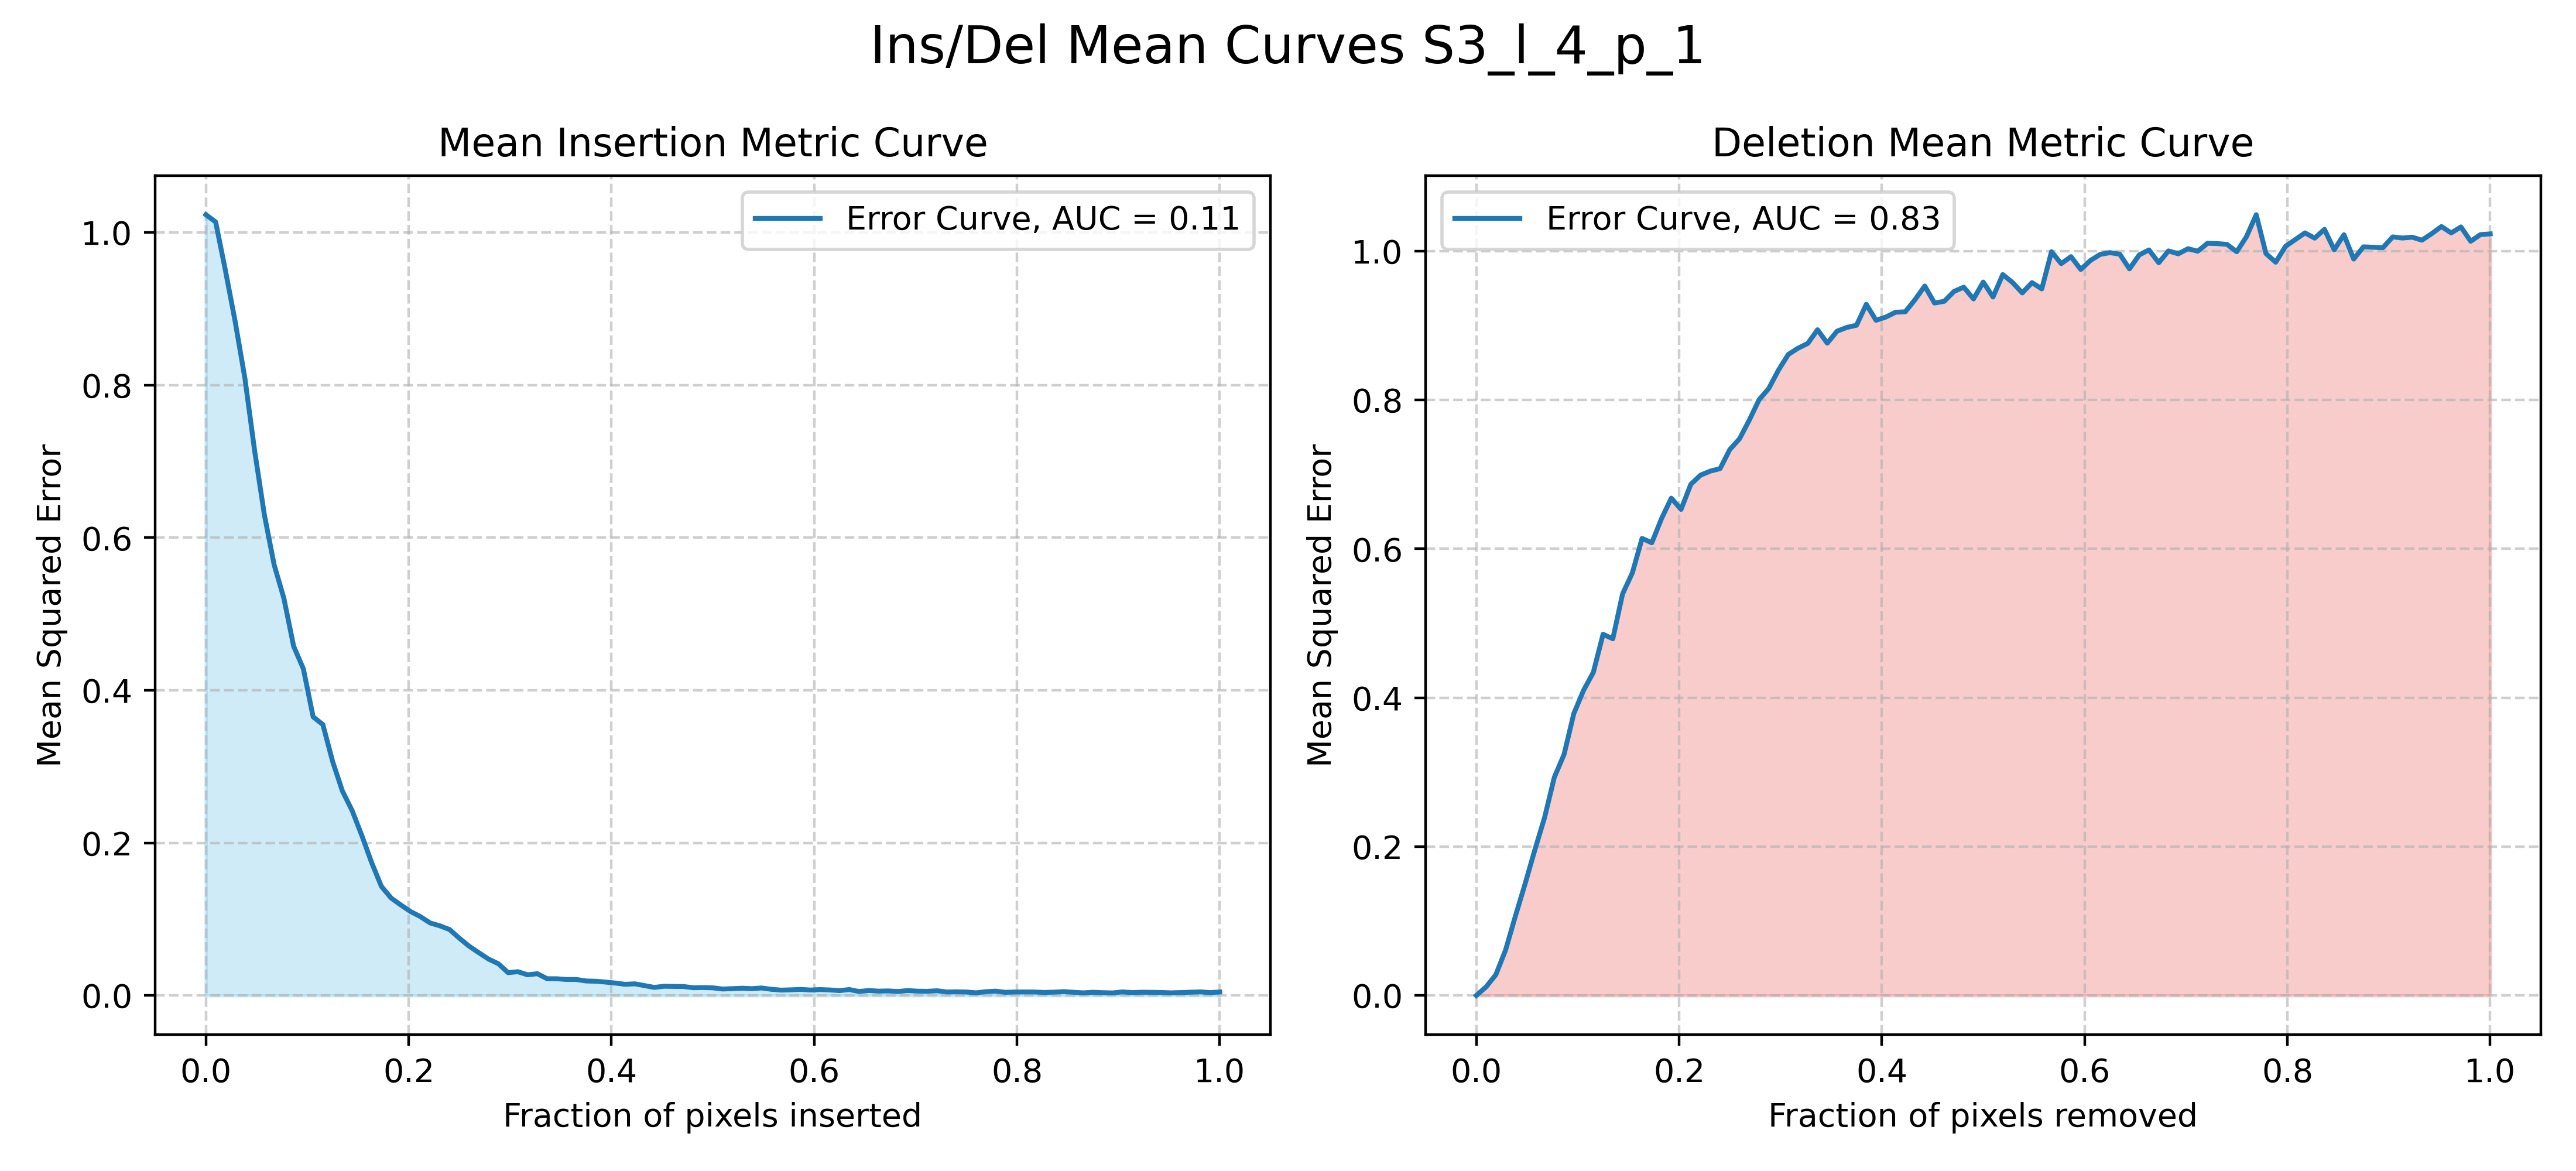 Ins/Del Mean Curves S3_l_4_p_1
Mean Insertion Metric Curve
Error Curve, AUC = 0.11
Mean Squared Error
1.0
0.8
0.6
0.4
0.2
0.0
0.0 0.2 0.4 0.6 0.8 1.0
Fraction of pixels inserted
Deletion Mean Metric Curve
Error Curve, AUC = 0.83
Mean Squared Error
1.0
0.8
0.6
0.4
0.2
0.0
0.0 0.2 0.4 0.6 0.8 1.0
Fraction of pixels removed